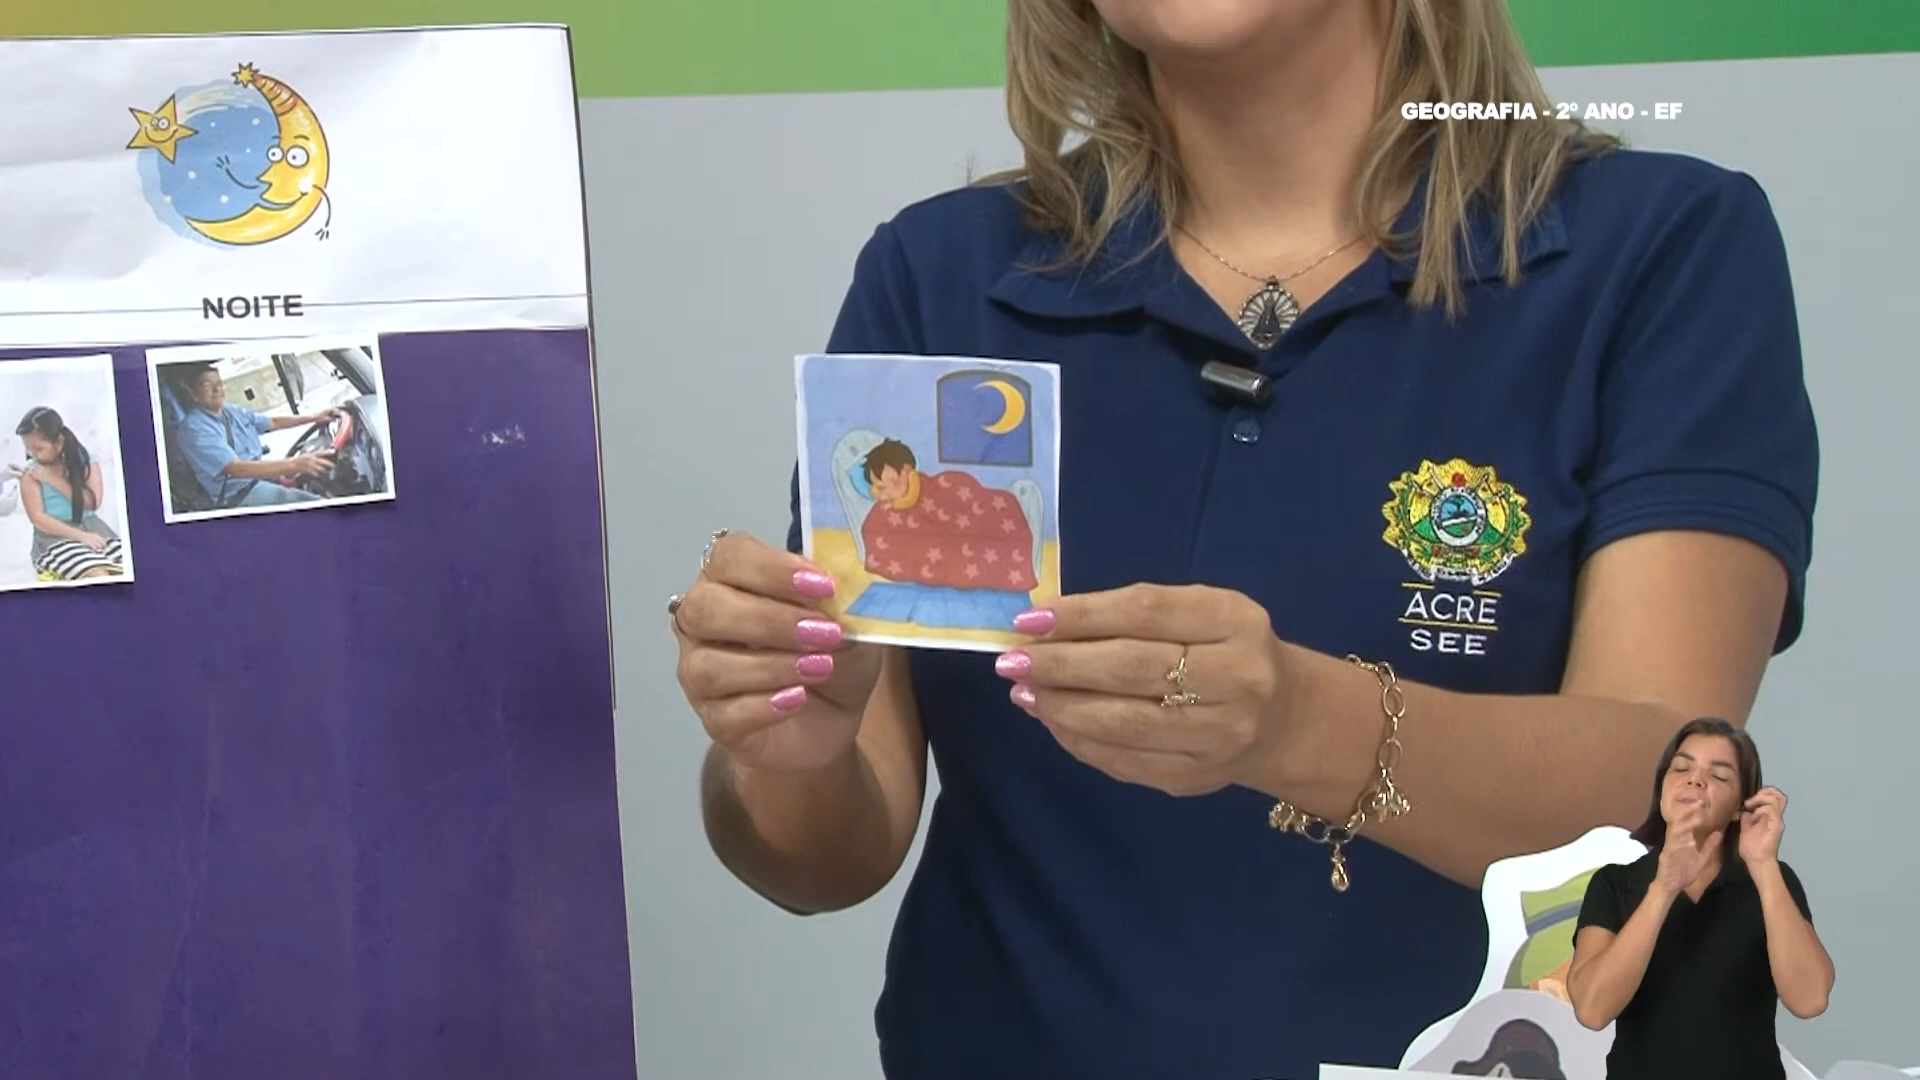 GEOGRAFIA - 2º ANO - EF
NOITE
ACRE
SEE